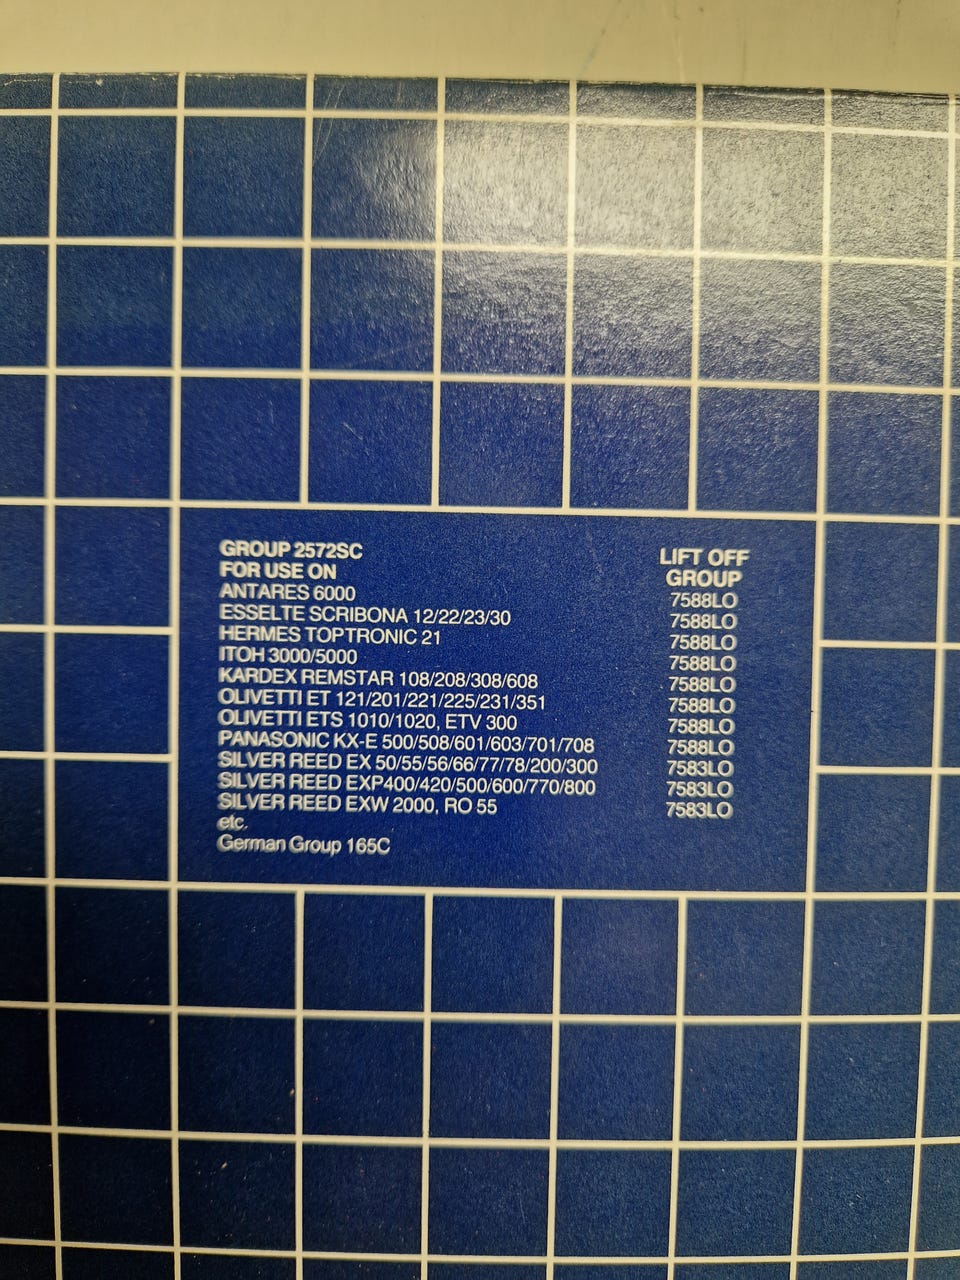 GROUP 2572SC
FOR USE ON
ANTARES 6000
ESSELTE SCRIBONA 12/22/23/30
HERMES TOPTRONIC 21
ITOH 3000/5000
KARDEX REMSTAR 108/208/308/608
OLIVETTI ET 121/201/221/225/231/351
OLIVETTI ETS 1010/1020, ETV 300
PANASONIC KX-E 500/508/601/603/701/708
SILVER REED EX 50/55/56/66/77/78/200/300
SILVER REED EXP400/420/500/600/770/800
SILVER REED EXW 2000, RO 55
etc.
German Group 165C
LIFT OFF
GROUP
7588LO
7588LO
7588LO
7588LO
7588LO
7588LO
7588LO
7588LO
7583LO
7583LO
7583LO